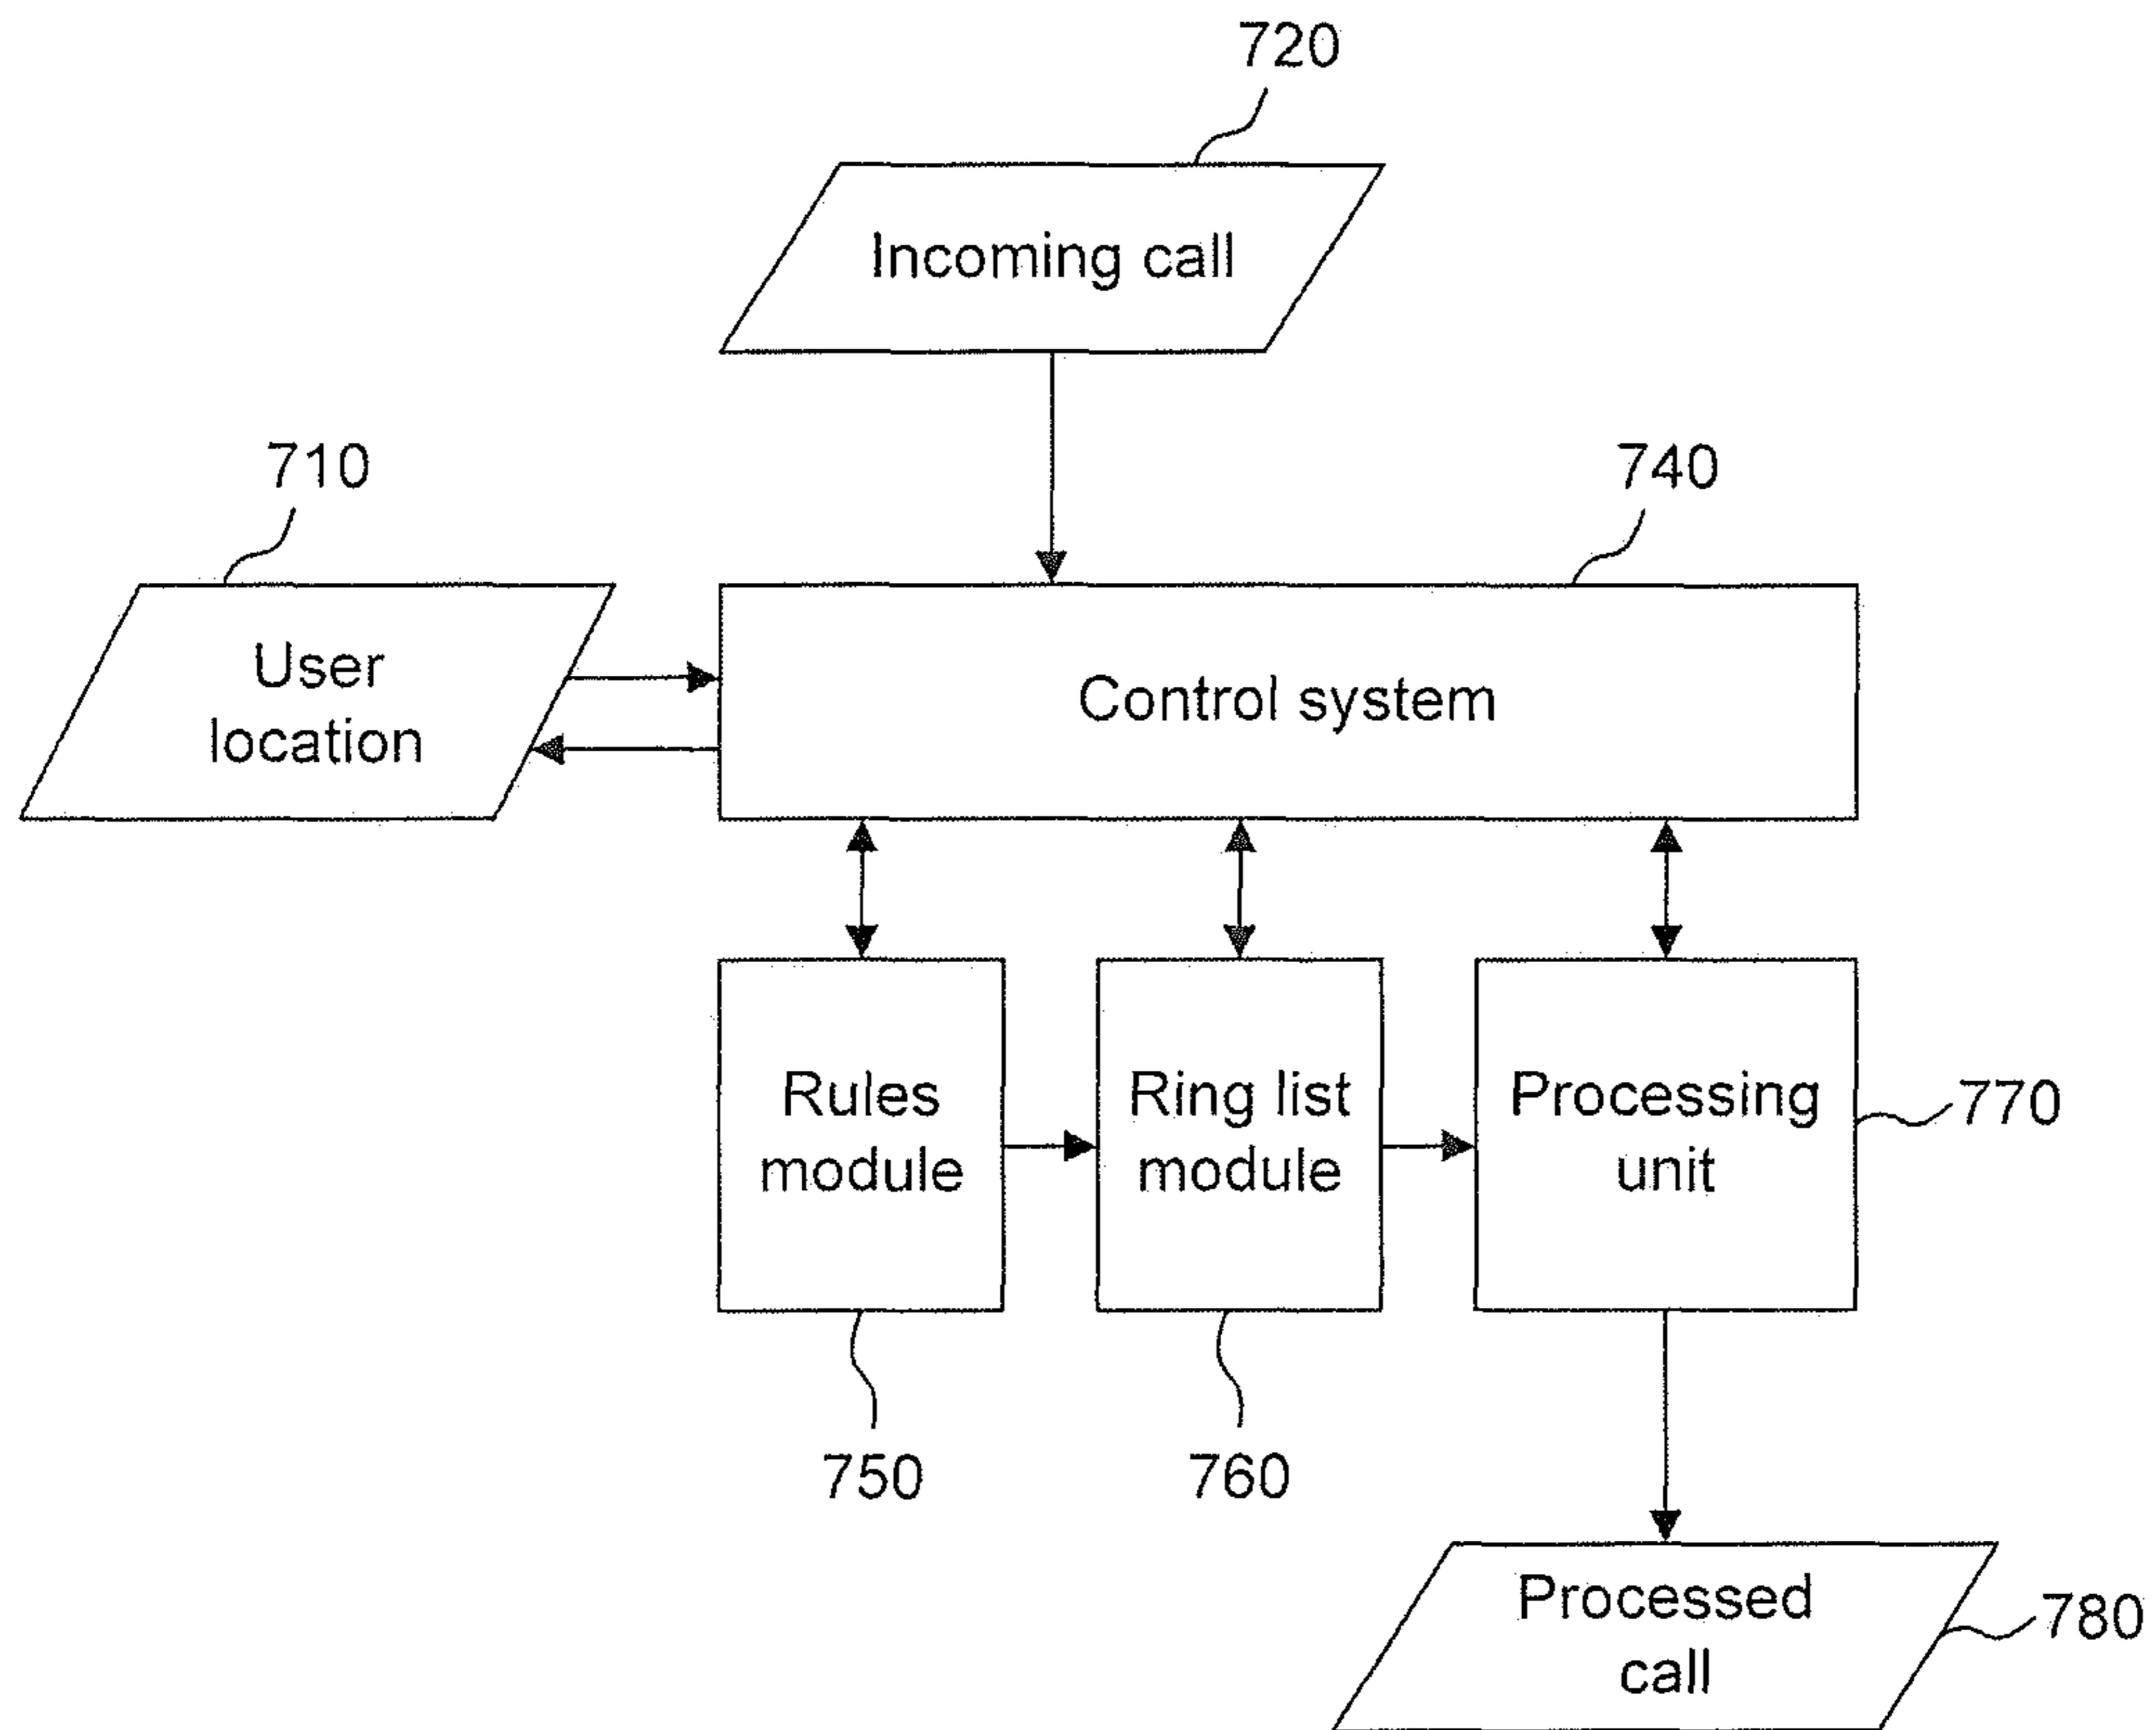 720
Incoming call
710
740
User
location
Control system
Rules
module
Ring list
module
Processing
unit
770
750
760
Processed
call
780